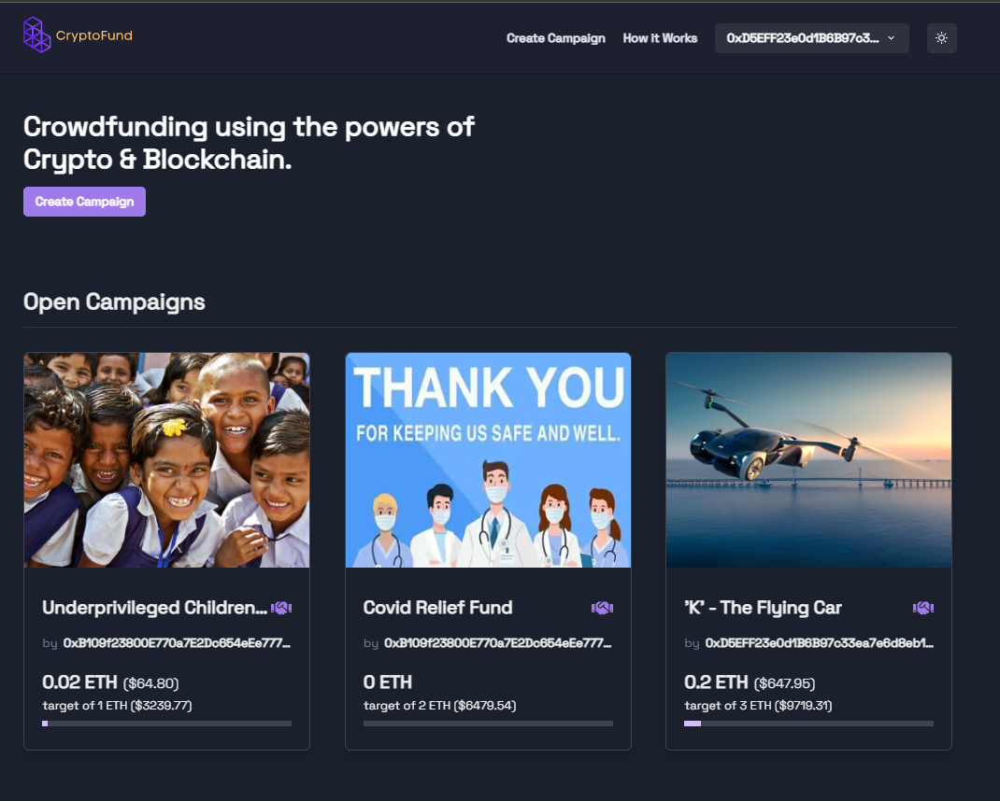 CryptoFund
Create Campaign
How it Works
0xD5EFF23e0d1B6B97c3...
Crowdfunding using the powers of
Crypto & Blockchain.
Create Campaign
Open Campaigns
THANK YOU
FOR KEEPING US SAFE AND WELL.
Underprivileged Children...
by 0xB109f23800E770a7E2Dc654eEe777...
0.02 ETH ($64.80)
target of 1 ETH ($3239.77)
Covid Relief Fund
by 0xB109f23800E770a7E2Dc654eEe777...
0 ETH
target of 2 ETH ($6479.54)
'K' - The Flying Car
by 0xD5EFF23e0d1B6B97c33ea7e6d8eb1...
0.2 ETH ($647.95)
target of 3 ETH ($9719.31)